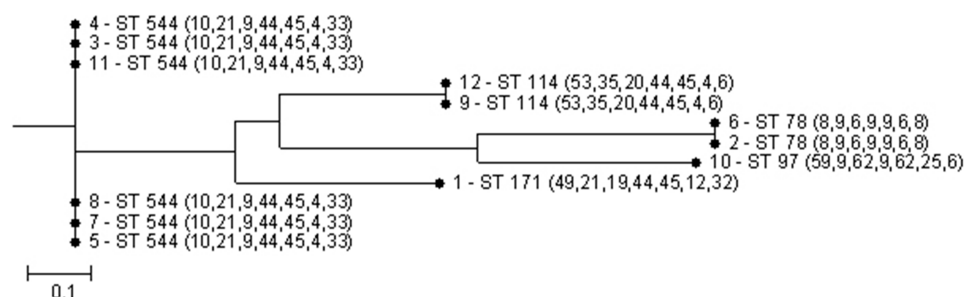 4 - ST 544 (10,21,9,44,45,4,33)
3 - ST 544 (10,21,9,44,45,4,33)
11 - ST 544 (10,21,9,44,45,4,33)
12 - ST 114 (53,35,20,44,45,4,6)
9 - ST 114 (53,35,20,44,45,4,6)
6 - ST 78 (8,9,6,9,9,6,8)
2 - ST 78 (8,9,6,9,9,6,8)
10 - ST 97 (59,9,62,9,62,25,6)
1 - ST 171 (49,21,19,44,45,12,32)
8 - ST 544 (10,21,9,44,45,4,33)
7 - ST 544 (10,21,9,44,45,4,33)
5 - ST 544 (10,21,9,44,45,4,33)
0.1